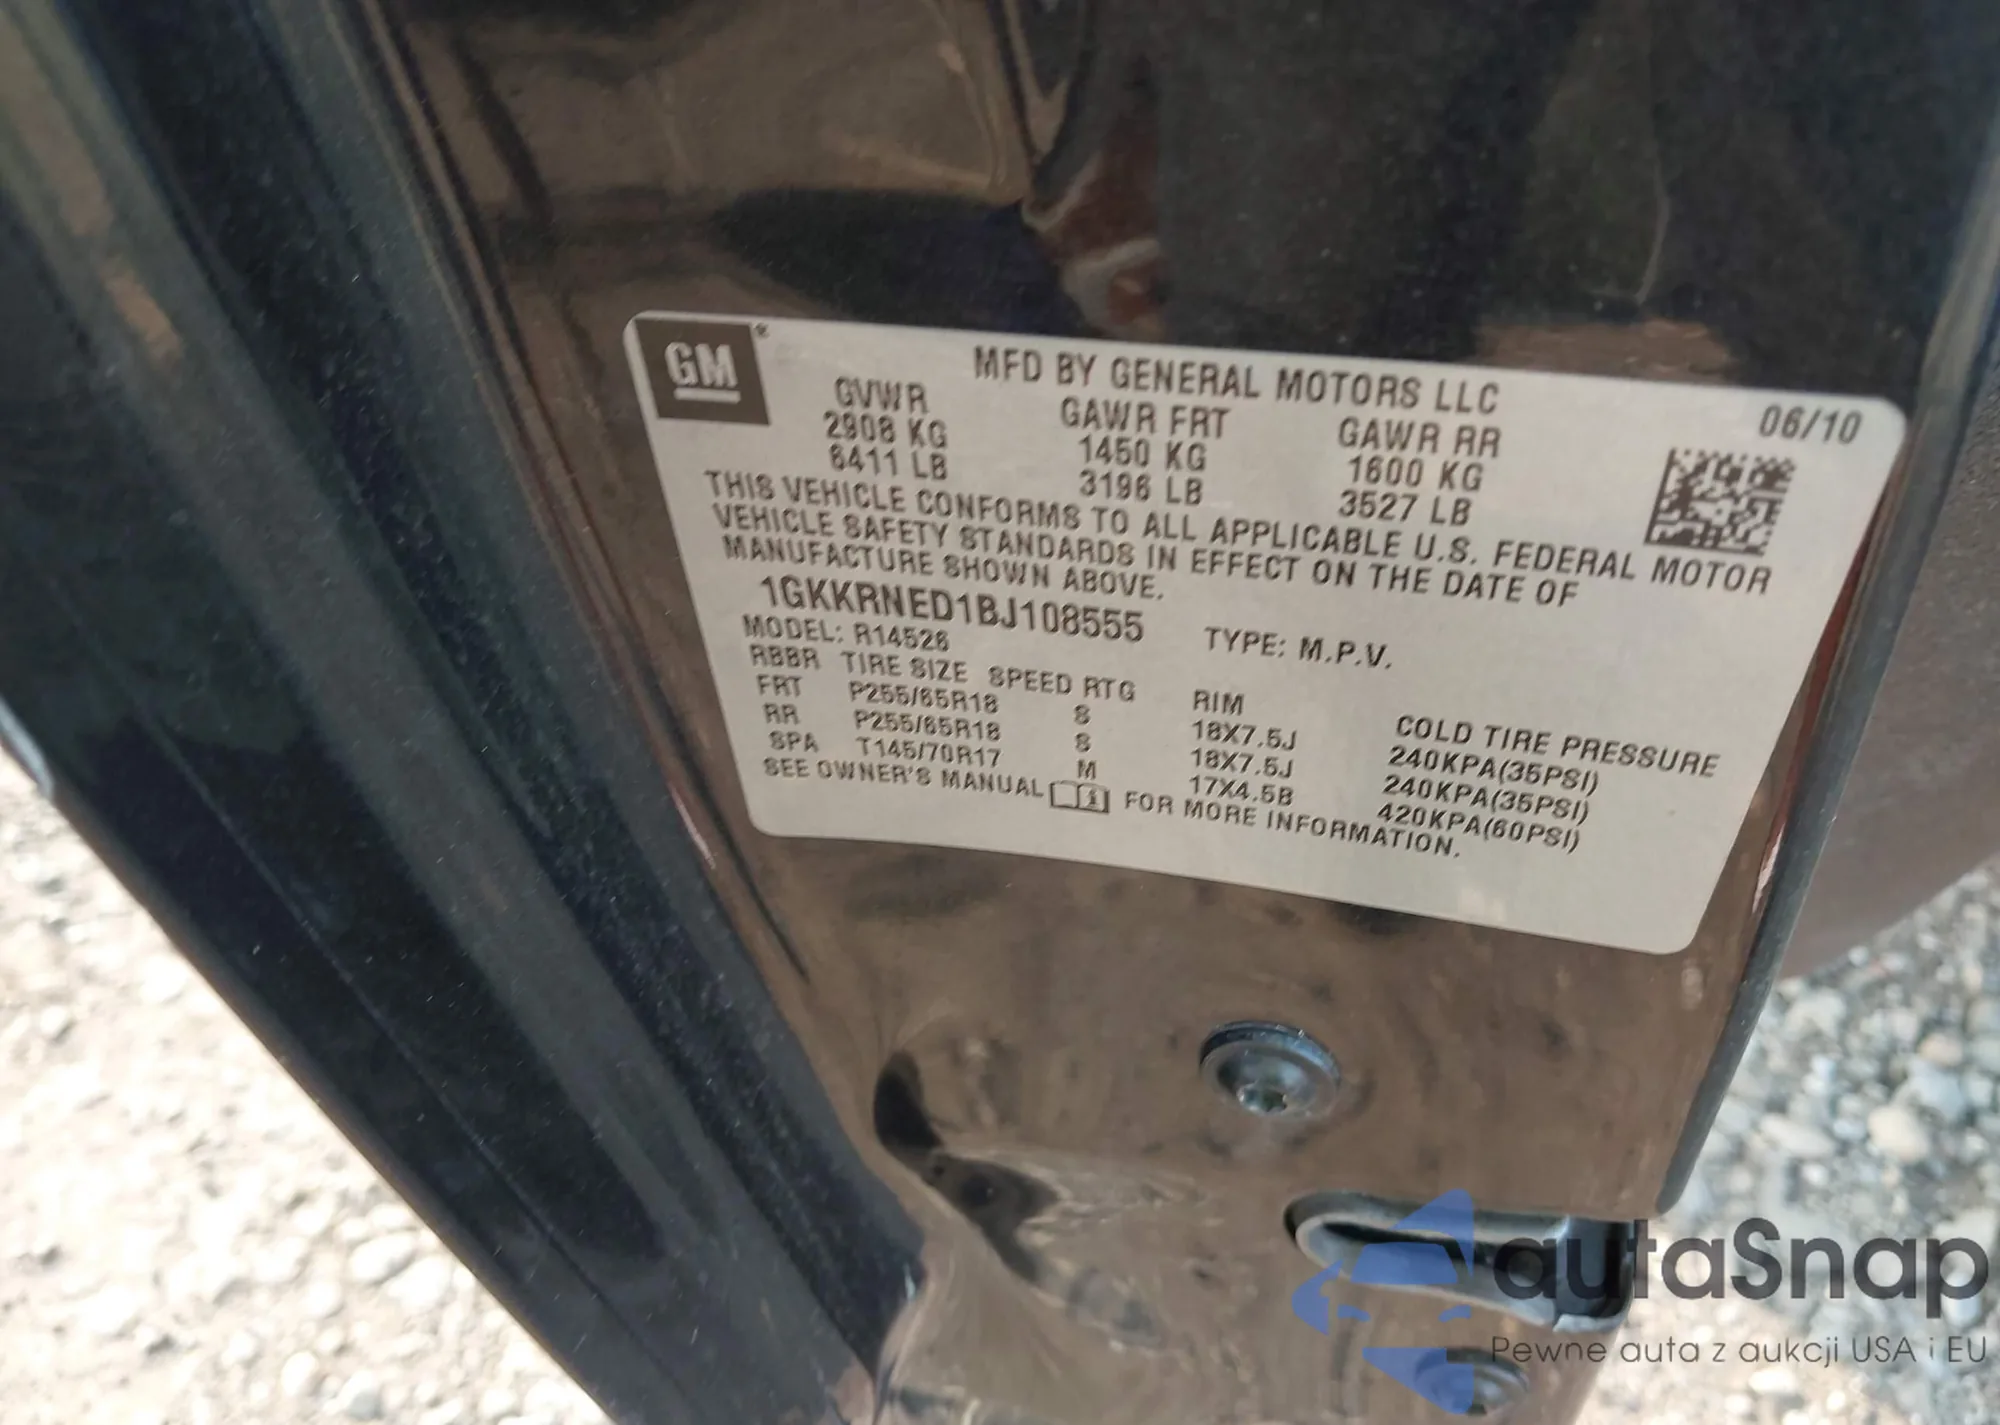 GM®
MFD BY GENERAL MOTORS LLC
06/10
GVWR GAWR FRT GAWR RR
2908 KG 1450 KG 1600 KG
6411 LB 3196 LB 3527 LB
THIS VEHICLE CONFORMS TO ALL APPLICABLE U.S. FEDERAL MOTOR
VEHICLE SAFETY STANDARDS IN EFFECT ON THE DATE OF
MANUFACTURE SHOWN ABOVE.
1GKKRNED1BJ108555 TYPE: M.P.V.
MODEL: R14526
RBBR TIRE SIZE SPEED RTG RIM COLD TIRE PRESSURE
FRT P255/65R18 S 18X7.5J 240KPA(35PSI)
RR P255/65R18 S 18X7.5J 240KPA(35PSI)
SPA T145/70R17 M 17X4.5B 420KPA(60PSI)
SEE OWNER'S MANUAL FOR MORE INFORMATION.
autaSnap
Pewne auta z aukcji USA i EU